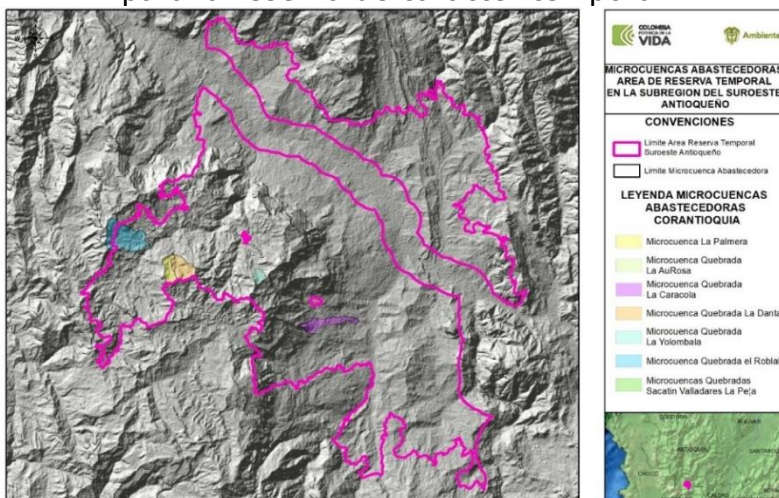 COLOMBIA
POTENCIA DE LA
VIDA
Ambiente
MICROCUENCAS ABASTECEDORAS
AREA DE RESERVA TEMPORAL
EN LA SUBREGION DEL SUROESTE
ANTIOQUEÑO
CONVENCIONES
Limite Area Reserva Temporal
Suroeste Antioqueño
Limite Microcuenca Abastecedora
LEYENDA MICROCUENCAS
ABASTECEDORAS
CORANTIOQUIA
Microcuenca La Palmera
Microcuenca Quebrada
La AuRosa
Microcuenca Quebrada
La Caracola
Microcuenca Quebrada La Danta
Microcuenca Quebrada
La Yolombala
Microcuenca Quebrada el Roblal
Microcuencas Quebradas
Sacatin Valladares La Pe(a
ANTIOQUIA
CHOCO